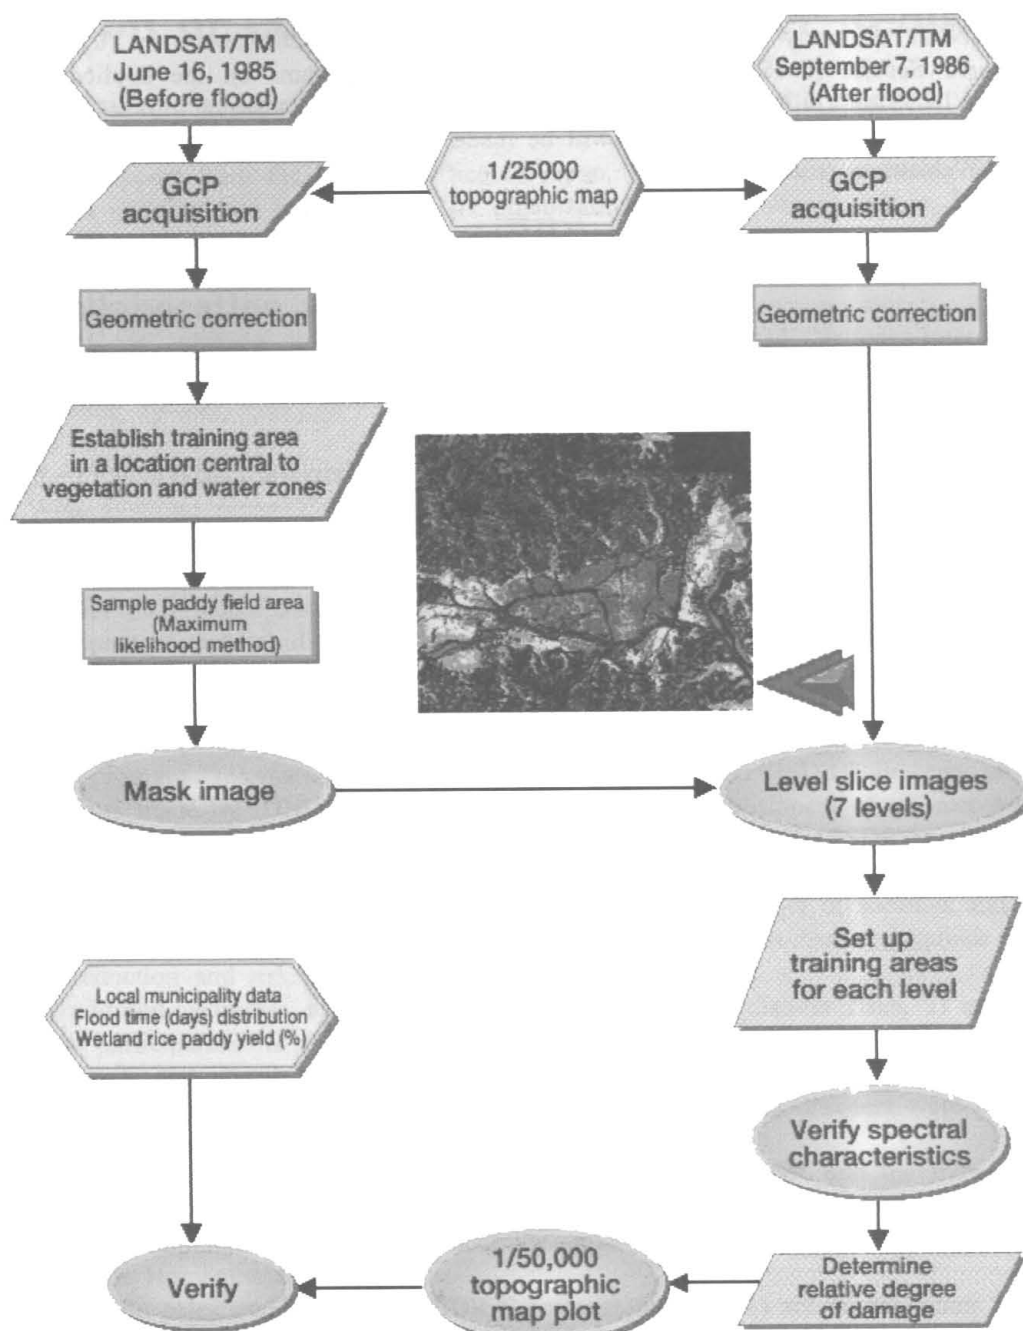 LANDSAT/TM
June 16, 1985
(Before flood)
LANDSAT/TM
September 7, 1986
(After flood)
1/25000
topographic map
GCP
acquisition
GCP
acquisition
Geometric correction
Geometric correction
Establish training area
in a location central to
vegetation and water zones
Sample paddy field area
(Maximum
likelihood method)
Mask image
Level slice images
(7 levels)
Set up
training areas
for each level
Local municipality data
Flood time (days) distribution
Wetland rice paddy yield (%)
Verify spectral
characteristics
Determine
relative degree
of damage
1/50,000
topographic
map plot
Verify